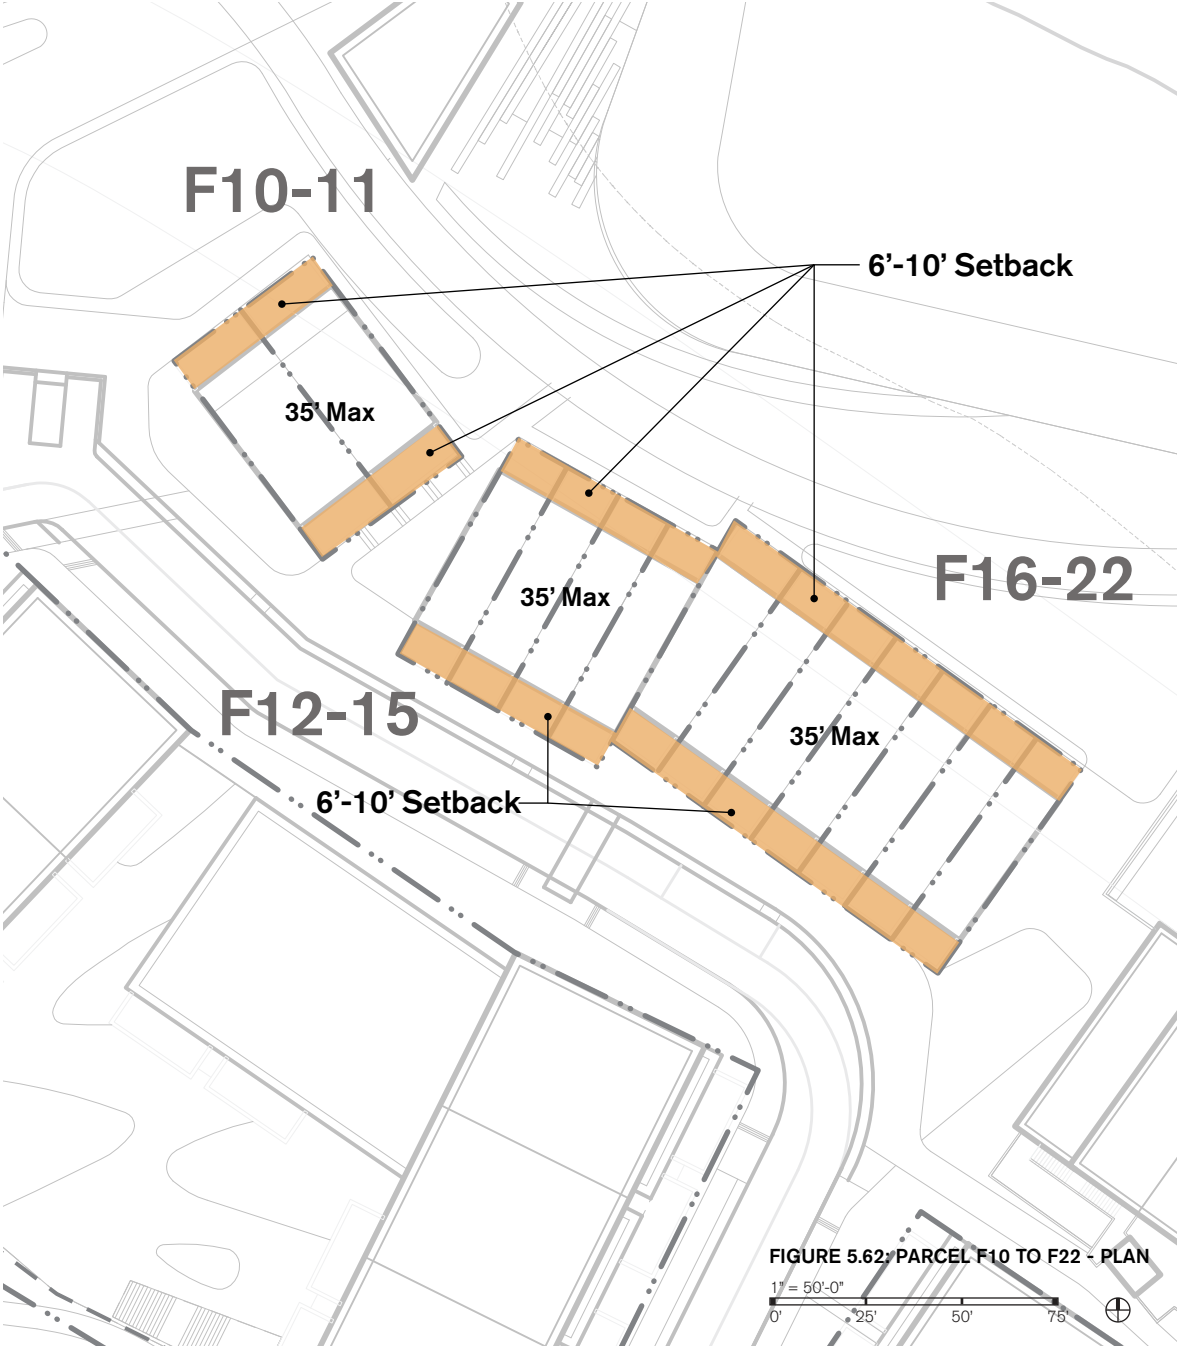 F10-11
6’-10’ Setback
35’ Max
F16-22
35’ Max
F12-15
35’ Max
6’-10’ Setback
FIGURE 5.62: PARCEL F10 TO F22 - PLAN
1" = 50'-0"
0' 25' 50' 75'